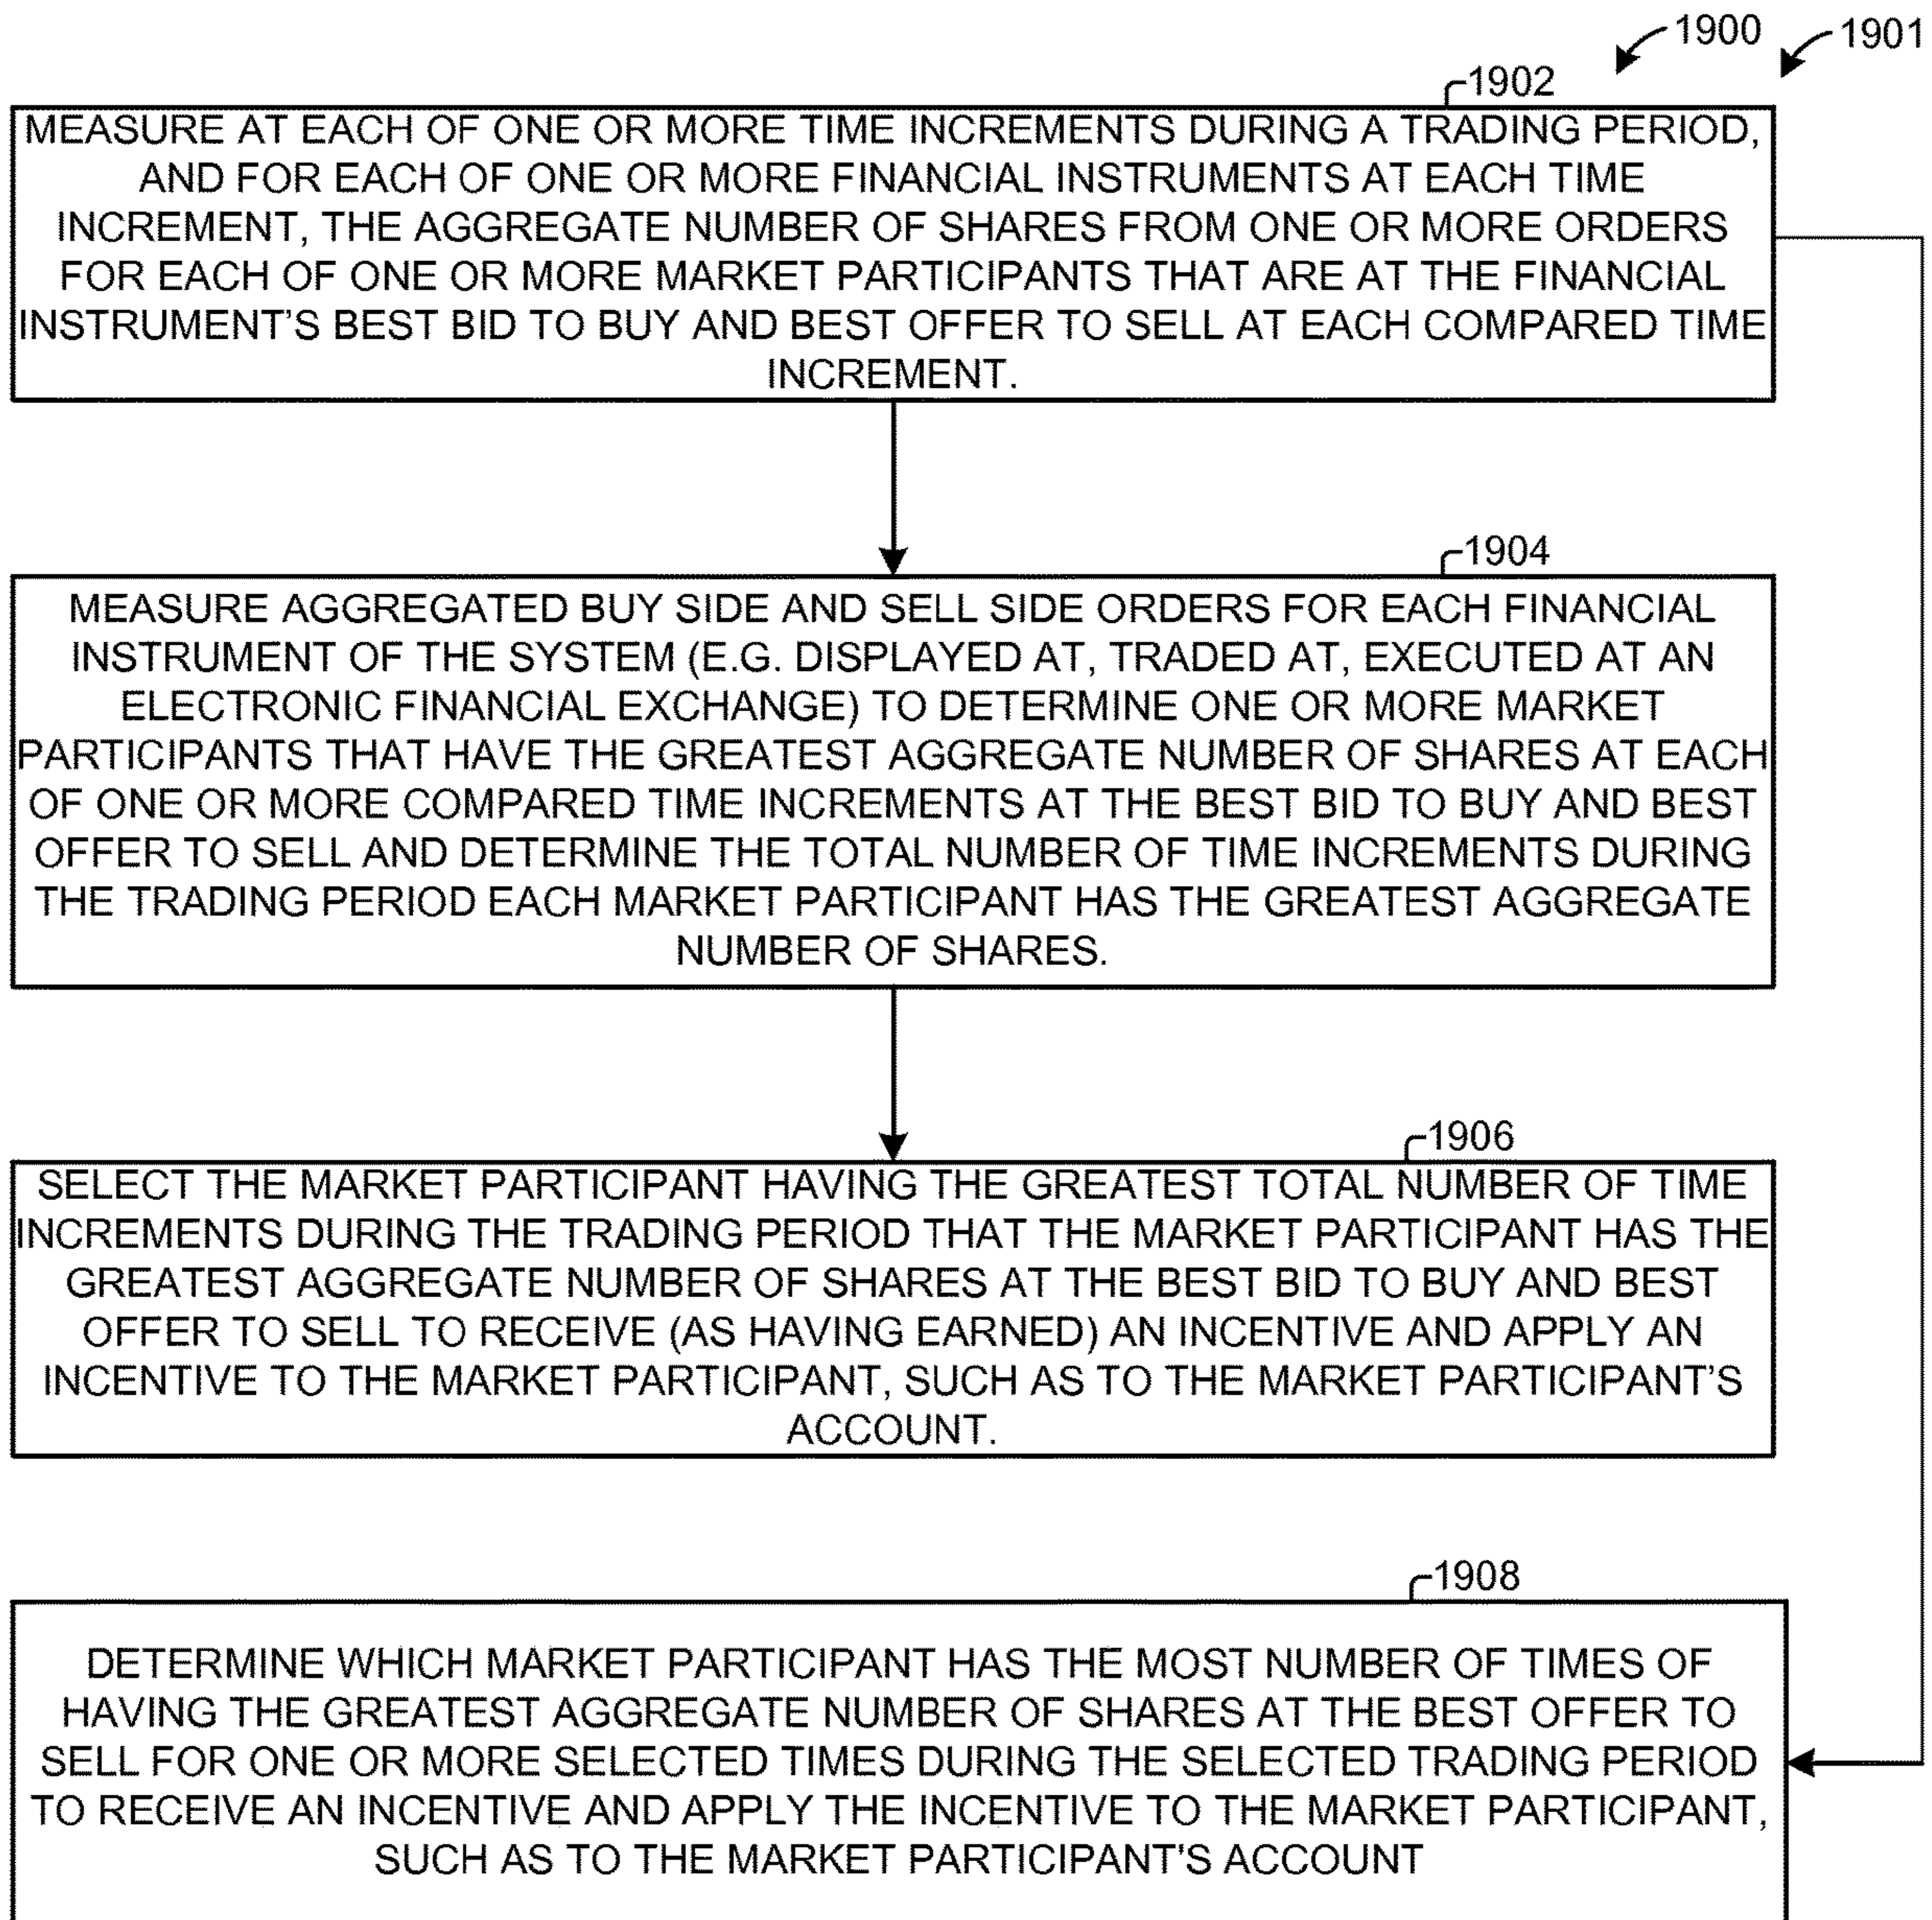 1900
1901
1902
MEASURE AT EACH OF ONE OR MORE TIME INCREMENTS DURING A TRADING PERIOD,
AND FOR EACH OF ONE OR MORE FINANCIAL INSTRUMENTS AT EACH TIME
INCREMENT, THE AGGREGATE NUMBER OF SHARES FROM ONE OR MORE ORDERS
FOR EACH OF ONE OR MORE MARKET PARTICIPANTS THAT ARE AT THE FINANCIAL
INSTRUMENT'S BEST BID TO BUY AND BEST OFFER TO SELL AT EACH COMPARED TIME
INCREMENT.
1904
MEASURE AGGREGATED BUY SIDE AND SELL SIDE ORDERS FOR EACH FINANCIAL
INSTRUMENT OF THE SYSTEM (E.G. DISPLAYED AT, TRADED AT, EXECUTED AT AN
ELECTRONIC FINANCIAL EXCHANGE) TO DETERMINE ONE OR MORE MARKET
PARTICIPANTS THAT HAVE THE GREATEST AGGREGATE NUMBER OF SHARES AT EACH
OF ONE OR MORE COMPARED TIME INCREMENTS AT THE BEST BID TO BUY AND BEST
OFFER TO SELL AND DETERMINE THE TOTAL NUMBER OF TIME INCREMENTS DURING
THE TRADING PERIOD EACH MARKET PARTICIPANT HAS THE GREATEST AGGREGATE
NUMBER OF SHARES.
1906
SELECT THE MARKET PARTICIPANT HAVING THE GREATEST TOTAL NUMBER OF TIME
INCREMENTS DURING THE TRADING PERIOD THAT THE MARKET PARTICIPANT HAS THE
GREATEST AGGREGATE NUMBER OF SHARES AT THE BEST BID TO BUY AND BEST
OFFER TO SELL TO RECEIVE (AS HAVING EARNED) AN INCENTIVE AND APPLY AN
INCENTIVE TO THE MARKET PARTICIPANT, SUCH AS TO THE MARKET PARTICIPANT'S
ACCOUNT.
1908
DETERMINE WHICH MARKET PARTICIPANT HAS THE MOST NUMBER OF TIMES OF
HAVING THE GREATEST AGGREGATE NUMBER OF SHARES AT THE BEST OFFER TO
SELL FOR ONE OR MORE SELECTED TIMES DURING THE SELECTED TRADING PERIOD
TO RECEIVE AN INCENTIVE AND APPLY THE INCENTIVE TO THE MARKET PARTICIPANT,
SUCH AS TO THE MARKET PARTICIPANT'S ACCOUNT